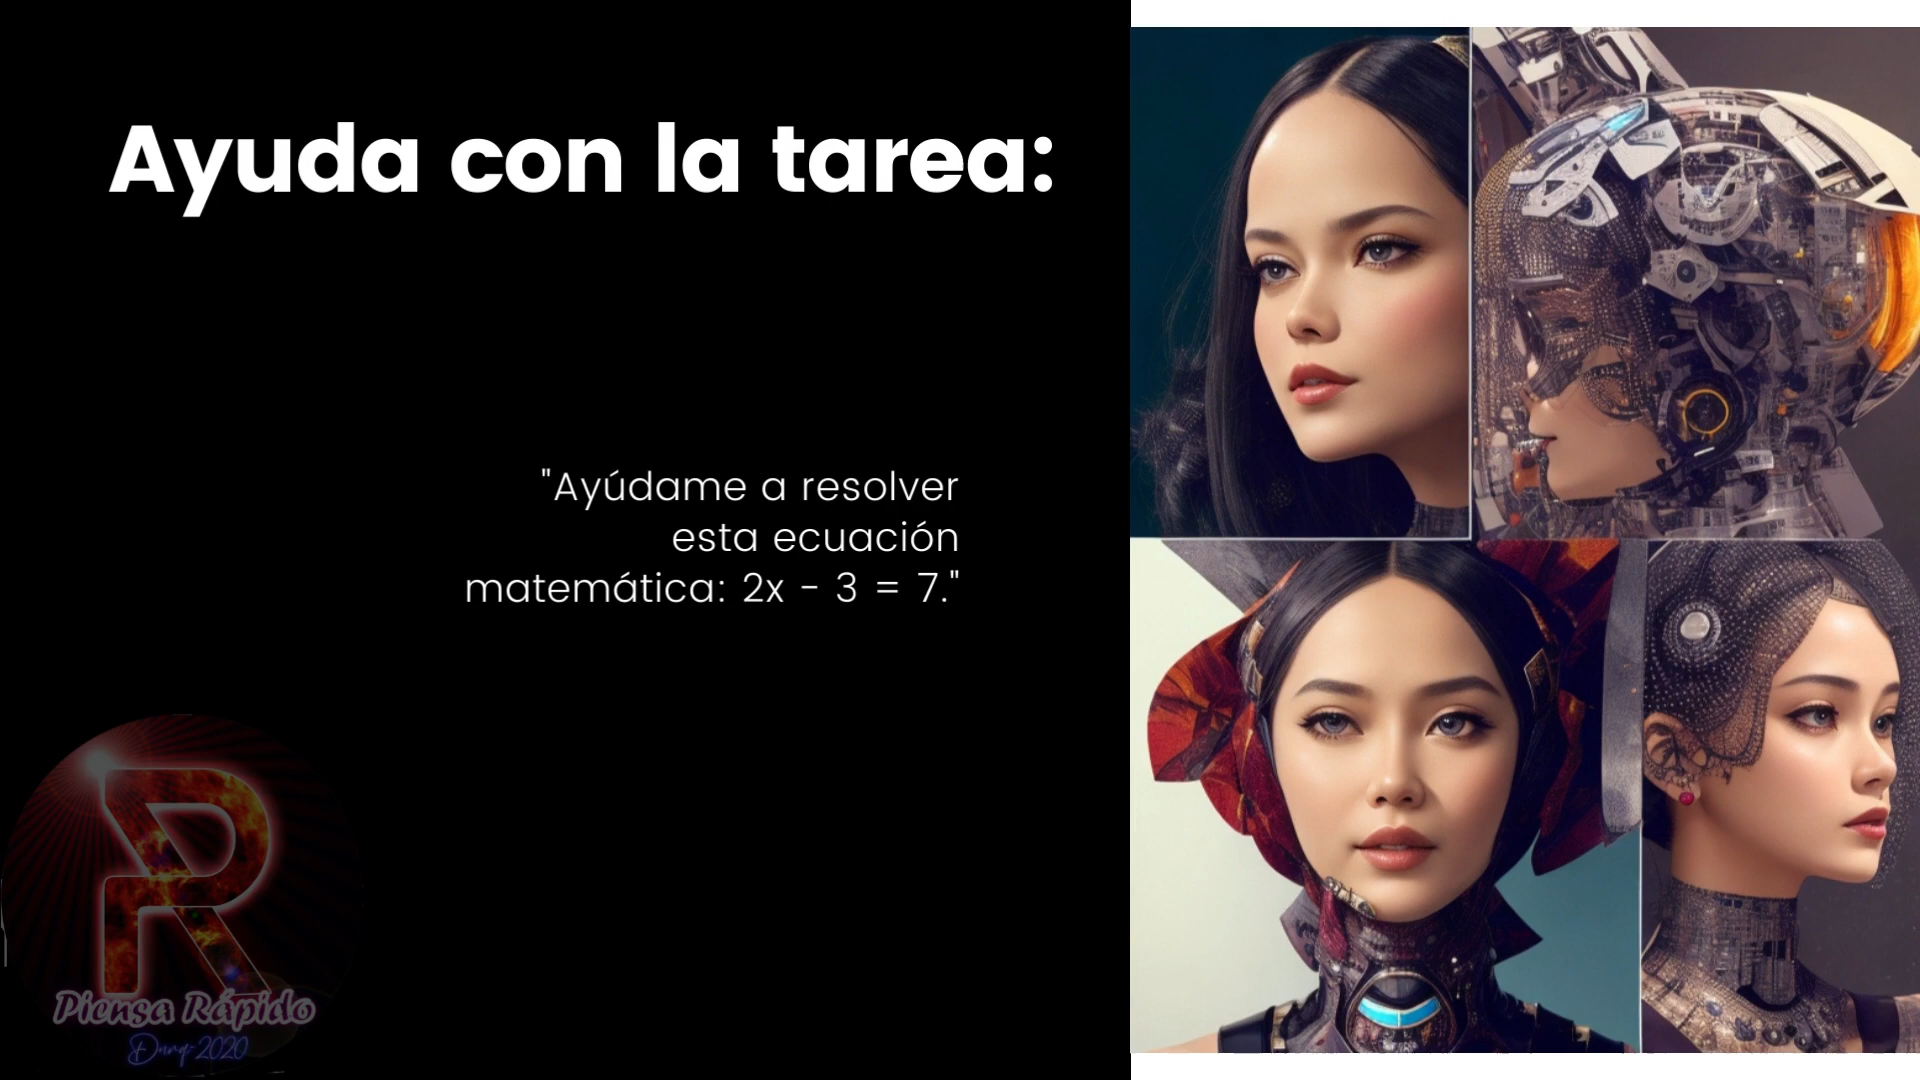 Ayuda con la tarea:
"Ayúdame a resolver
esta ecuación
matemática: 2x - 3 = 7."
Piensa Rápido